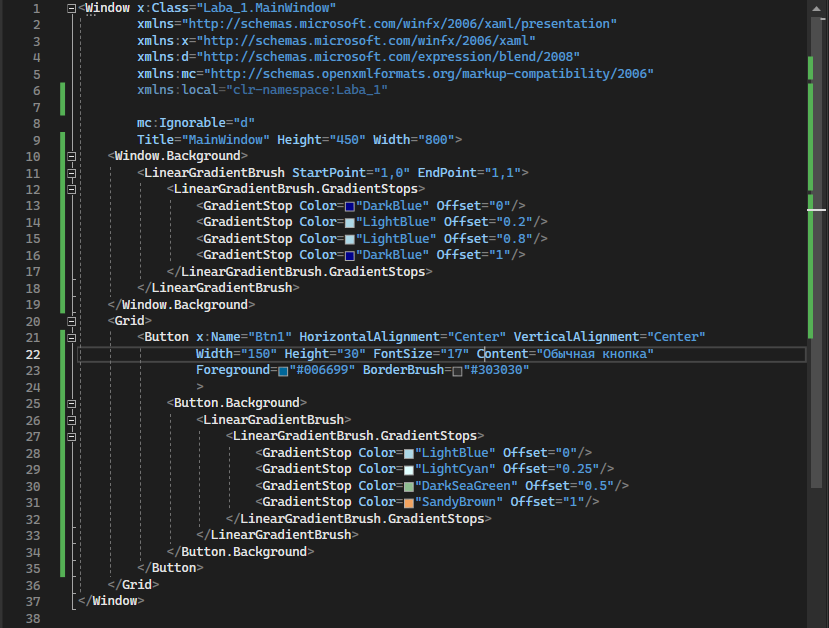 1 <Window x:Class="Laba_1.MainWindow"
2 xmlns="http://schemas.microsoft.com/winfx/2006/xaml/presentation"
3 xmlns:x="http://schemas.microsoft.com/winfx/2006/xaml"
4 xmlns:d="http://schemas.microsoft.com/expression/blend/2008"
5 xmlns:mc="http://schemas.openxmlformats.org/markup-compatibility/2006"
6 xmlns:local="clr-namespace:Laba_1"
7
8 mc:Ignorable="d"
9 Title="MainWindow" Height="450" Width="800">
10 <Window.Background>
11 <LinearGradientBrush StartPoint="1,0" EndPoint="1,1">
12 <LinearGradientBrush.GradientStops>
13 <GradientStop Color="DarkBlue" Offset="0"/>
14 <GradientStop Color="LightBlue" Offset="0.2"/>
15 <GradientStop Color="LightBlue" Offset="0.8"/>
16 <GradientStop Color="DarkBlue" Offset="1"/>
17 </LinearGradientBrush.GradientStops>
18 </LinearGradientBrush>
19 </Window.Background>
20 <Grid>
21 <Button x:Name="Btn1" HorizontalAlignment="Center" VerticalAlignment="Center"
22 Width="150" Height="30" FontSize="17" Content="Обычная кнопка"
23 Foreground="#006699" BorderBrush="#303030"
24 >
25 <Button.Background>
26 <LinearGradientBrush>
27 <LinearGradientBrush.GradientStops>
28 <GradientStop Color="LightBlue" Offset="0"/>
29 <GradientStop Color="LightCyan" Offset="0.25"/>
30 <GradientStop Color="DarkSeaGreen" Offset="0.5"/>
31 <GradientStop Color="SandyBrown" Offset="1"/>
32 </LinearGradientBrush.GradientStops>
33 </LinearGradientBrush>
34 </Button.Background>
35 </Button>
36 </Grid>
37 </Window>
38